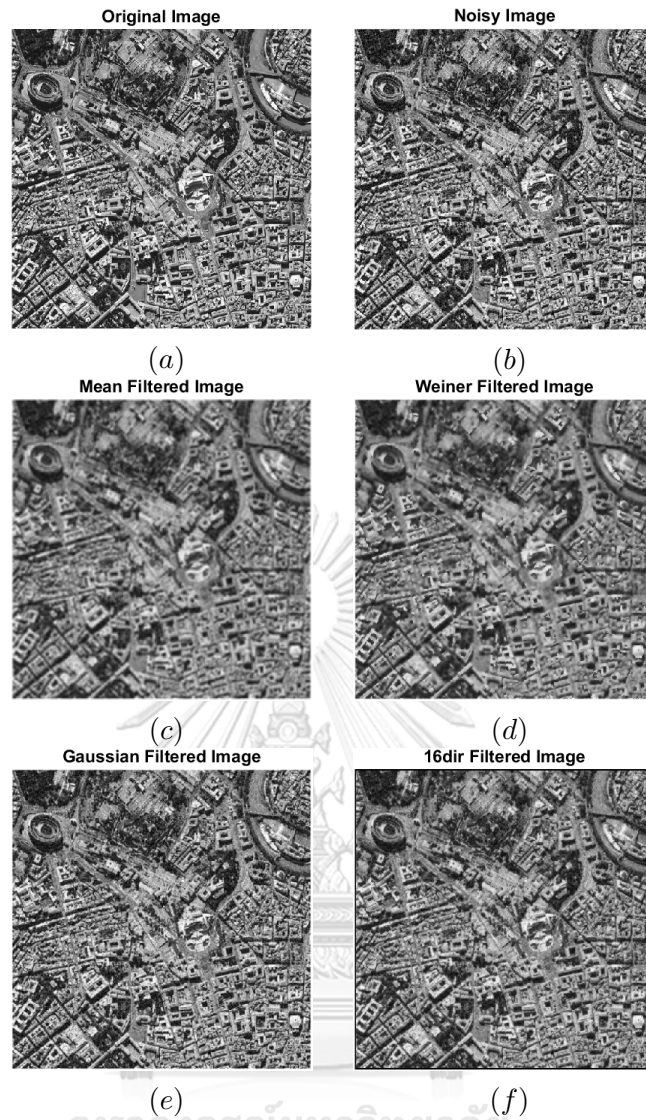 Original Image
Noisy Image
(a)
(b)
Mean Filtered Image
Weiner Filtered Image
(c)
(d)
Gaussian Filtered Image
16dir Filtered Image
(e)
(f)